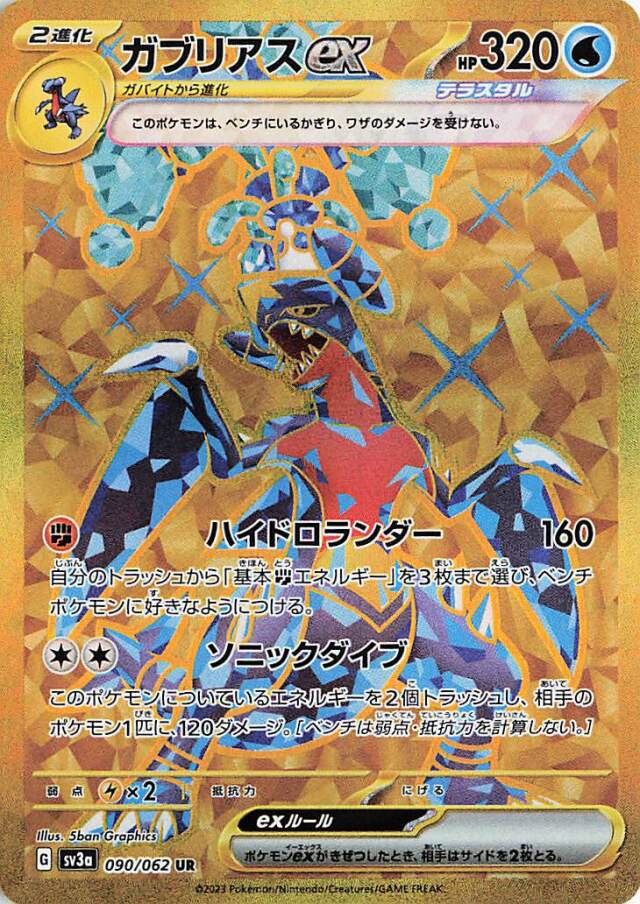 2進化
ガブリアスex
HP320
ガバイトから進化
テラスタル
このポケモンは、ベンチにいるかぎり、ワザのダメージを受けない。
ハイドロランダー 160
自分のトラッシュから「基本エネルギー」を3枚まで選び、ベンチ
ポケモンに好きなようにつける。
ソニックダイブ
このポケモンについているエネルギーを2個トラッシュし、相手の
ポケモン1匹に、120ダメージ。[ベンチは弱点・抵抗力を計算しない。]
弱点 ×2 抵抗力 にげる
Illus. 5ban Graphics
exルール
ポケモンexがきぜつしたとき、相手はサイドを2枚とる。
G sv3a 090/062 UR
©2023 Pokémon/Nintendo/Creatures/GAME FREAK.